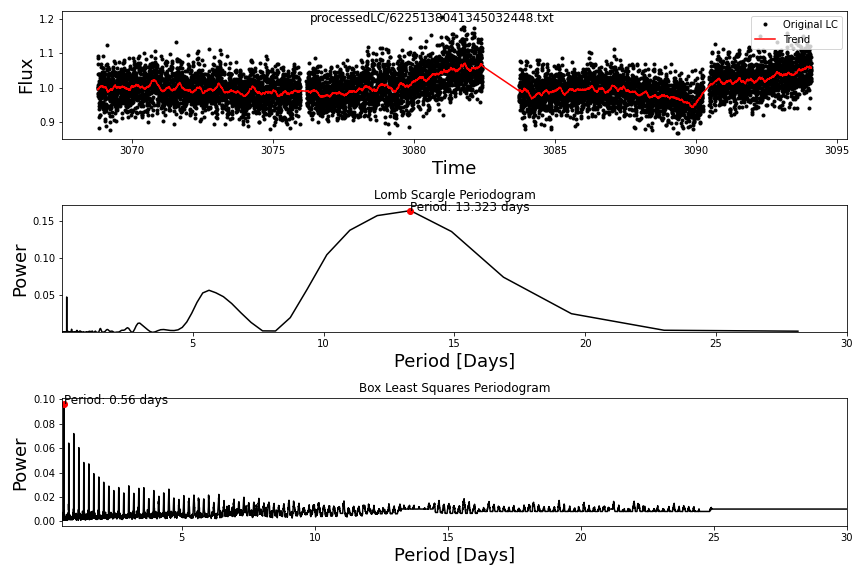 processedLC/6225138041345032448.txt
Original LC
Trend
Flux
1.2
1.1
1.0
0.9
3070
3075
3080
3085
3090
3095
Time
Lomb Scargle Periodogram
Period: 13.323 days
Power
0.15
0.10
0.05
5
10
15
20
25
30
Period [Days]
Box Least Squares Periodogram
Period: 0.56 days
Power
0.10
0.08
0.06
0.04
0.02
0.00
5
10
15
20
25
30
Period [Days]